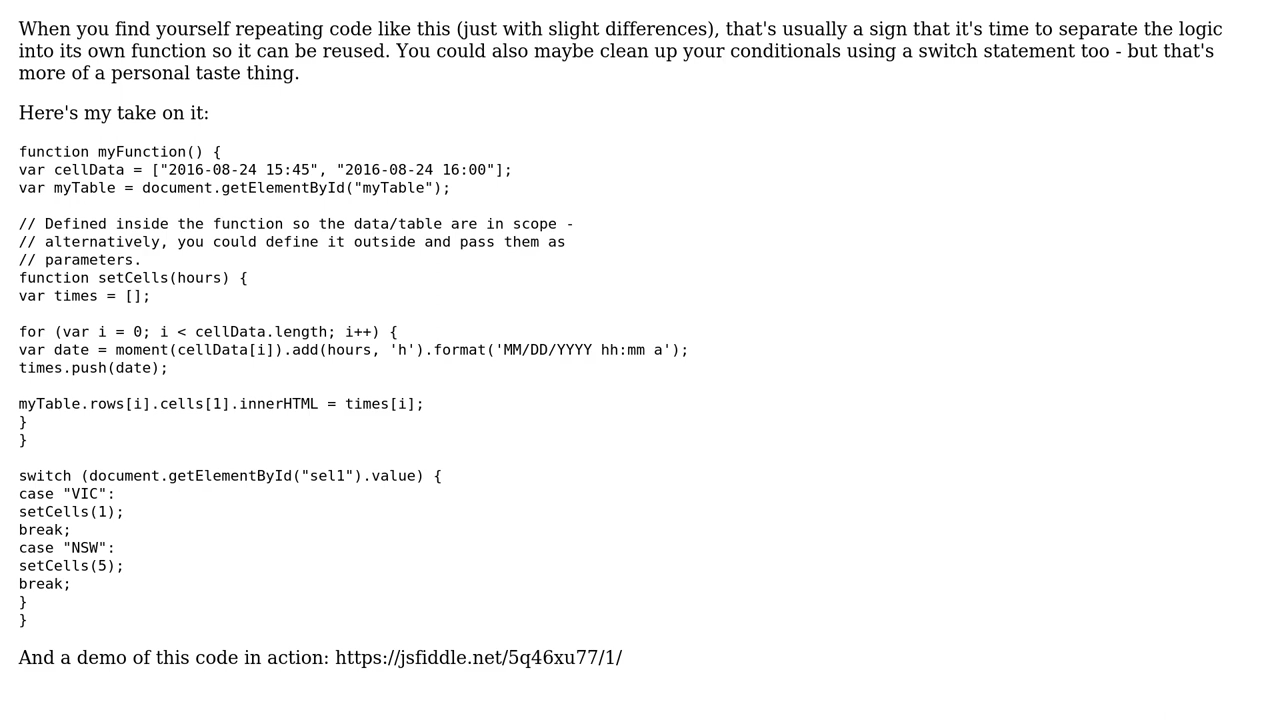 When you find yourself repeating code like this (just with slight differences), that's usually a sign that it's time to separate the logic
into its own function so it can be reused. You could also maybe clean up your conditionals using a switch statement too - but that's
more of a personal taste thing.
Here's my take on it:
function myFunction() {
var cellData = ["2016-08-24 15:45", "2016-08-24 16:00"];
var myTable = document.getElementById("myTable");
// Defined inside the function so the data/table are in scope -
// alternatively, you could define it outside and pass them as
// parameters.
function setCells(hours) {
var times = [];
for (var i = 0; i < cellData.length; i++) {
var date = moment(cellData[i]).add(hours, 'h').format('MM/DD/YYYY hh:mm a');
times.push(date);
myTable.rows[i].cells[1].innerHTML = times[i];
}
}
switch (document.getElementById("sel1").value) {
case "VIC":
setCells(1);
break;
case "NSW":
setCells(5);
break;
}
}
And a demo of this code in action: https://jsfiddle.net/5q46xu77/1/